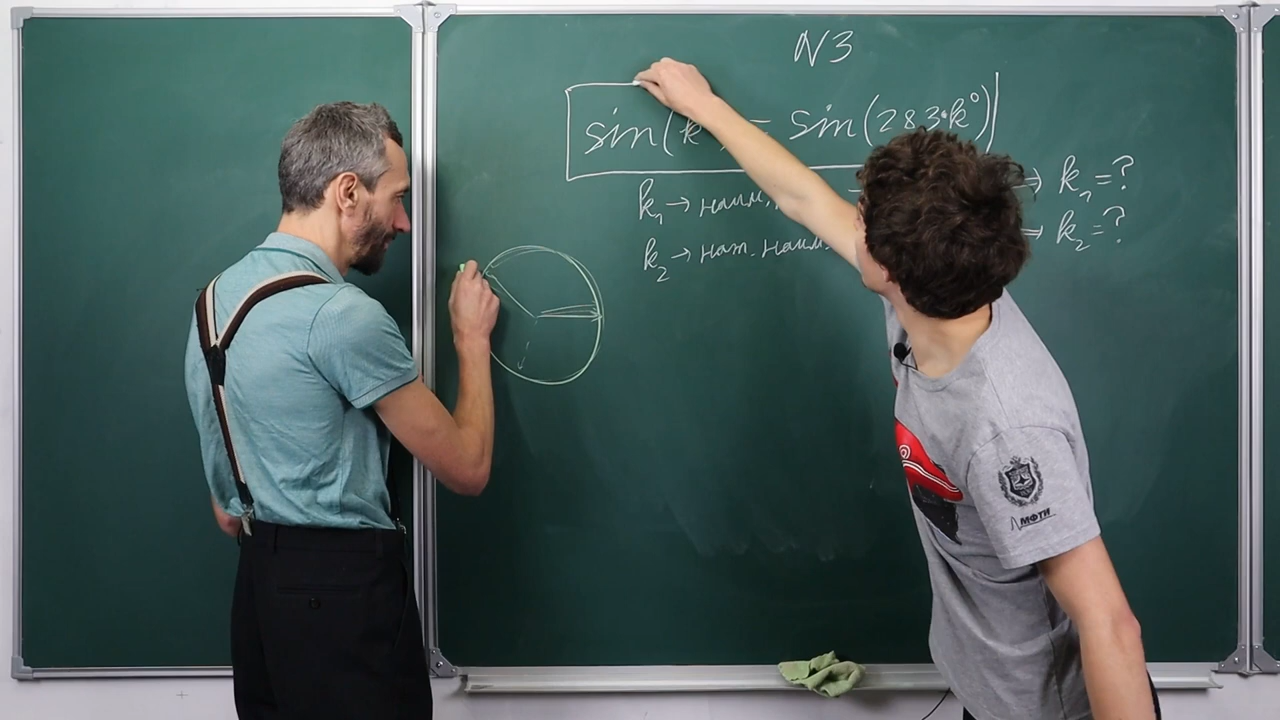 N3
sin(k = sin(283·k°)
k₁ → наим. → k₁=?
k₂ → нат. наим. → k₂=?
МФТИ